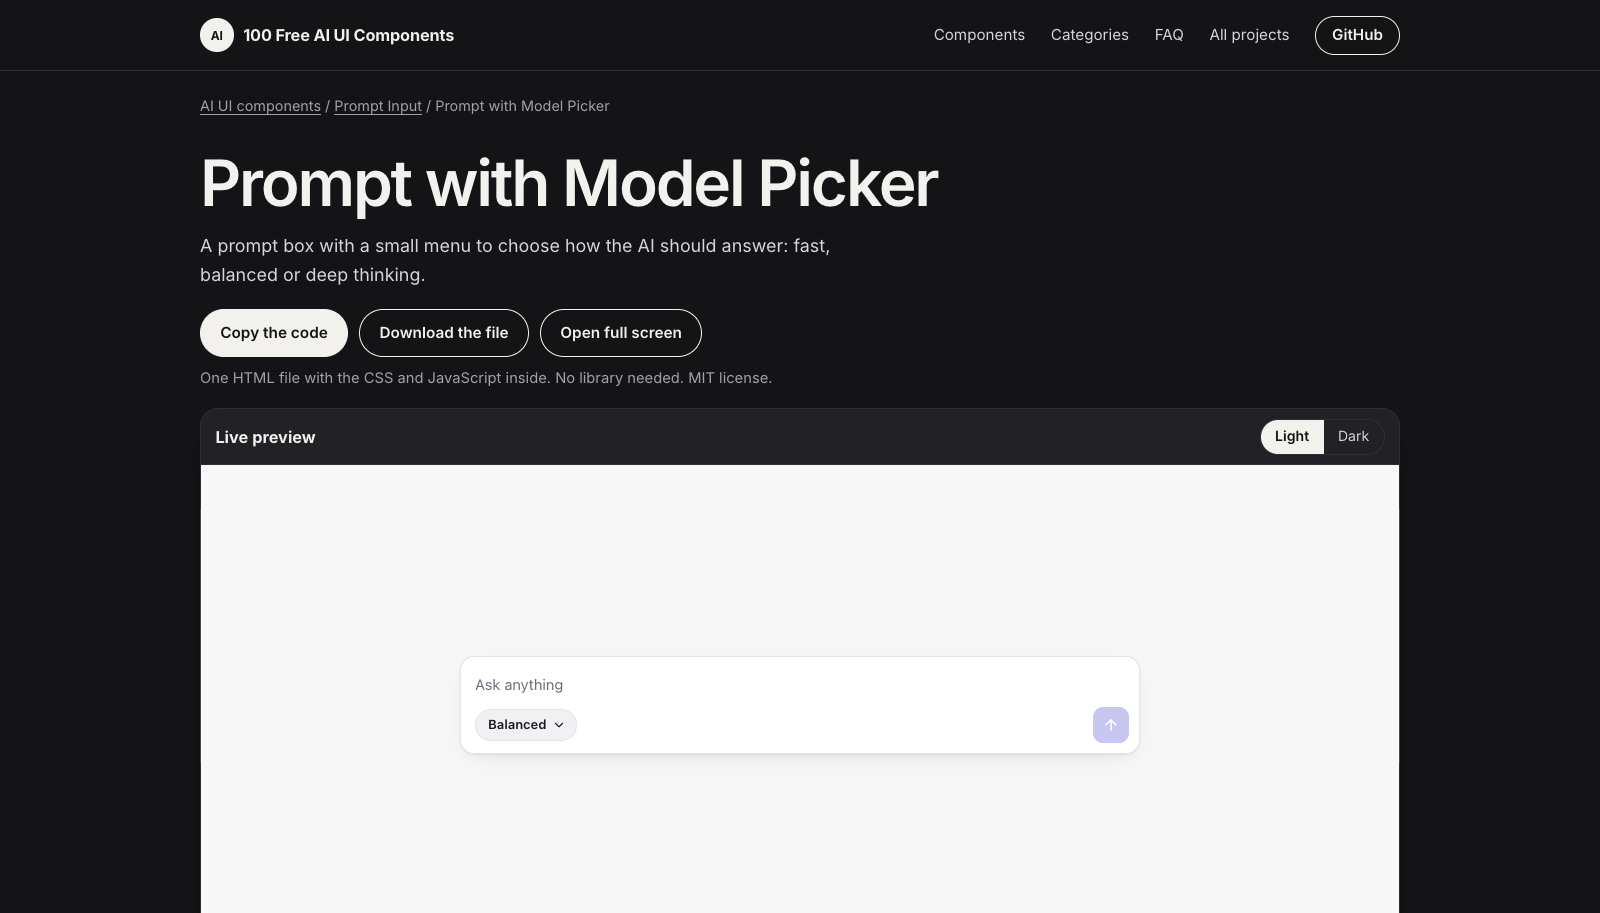 AI
100 Free AI UI Components
Components
Categories
FAQ
All projects
GitHub
AI UI components / Prompt Input / Prompt with Model Picker
Prompt with Model Picker
A prompt box with a small menu to choose how the AI should answer: fast,
balanced or deep thinking.
Copy the code
Download the file
Open full screen
One HTML file with the CSS and JavaScript inside. No library needed. MIT license.
Live preview
Light
Dark
Ask anything
Balanced